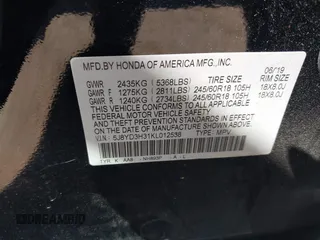 MFD.BY HONDA OF AMERICA MFG.,INC.
06/19
GVWR 2435KG (5368LBS) RIM SIZE
GAWR F 1275KG (2811LBS) 245/60R18 105H 18X8.0J
GAWR R 1240KG (2734LBS) 245/60R18 105H 18X8.0J
THIS VEHICLE CONFORMS TO ALL APPLICABLE
FEDERAL MOTOR VEHICLE SAFETY AND THEFT
PREVENTION STANDARDS IN EFFECT ON THE DATE
OF MANUFACTURE SHOWN ABOVE.
V.I.N.: 5J8YD3H31KL012538 TYPE: MPV